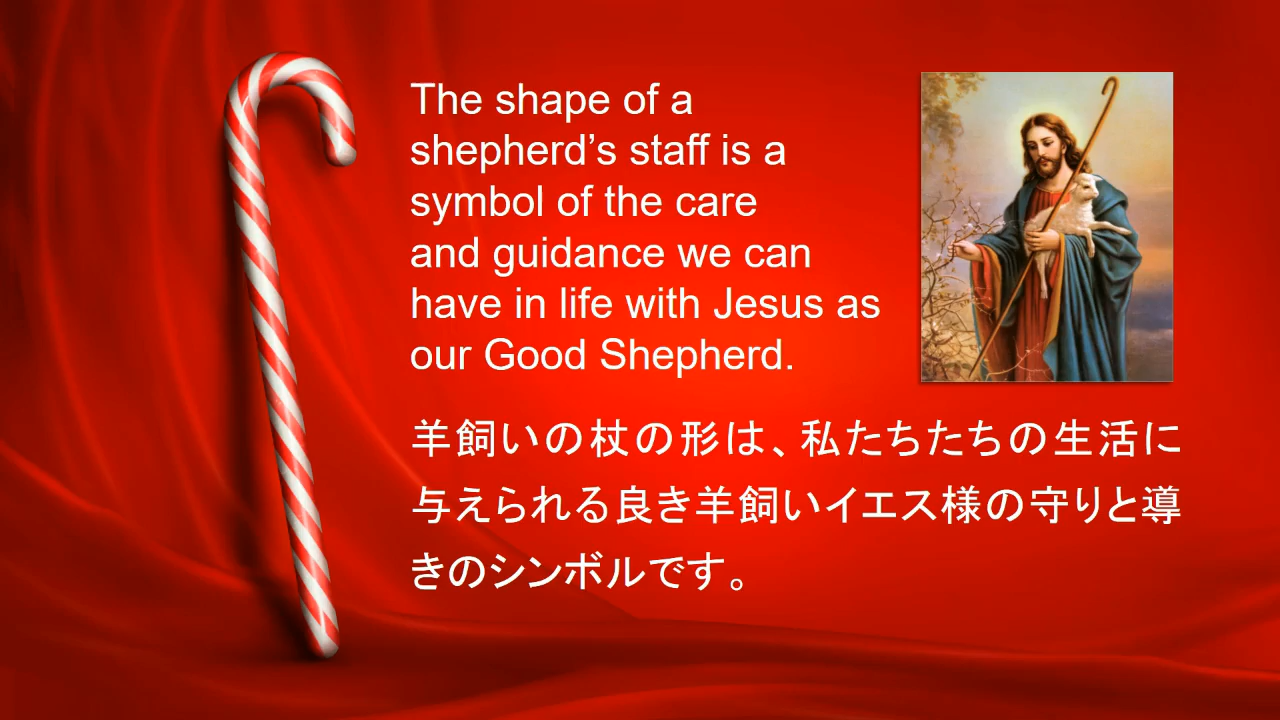 The shape of a
shepherd’s staff is a
symbol of the care
and guidance we can
have in life with Jesus as
our Good Shepherd.
羊飼いの杖の形は、私たちたちの生活に
与えられる良き羊飼いイエス様の守りと導
きのシンボルです。